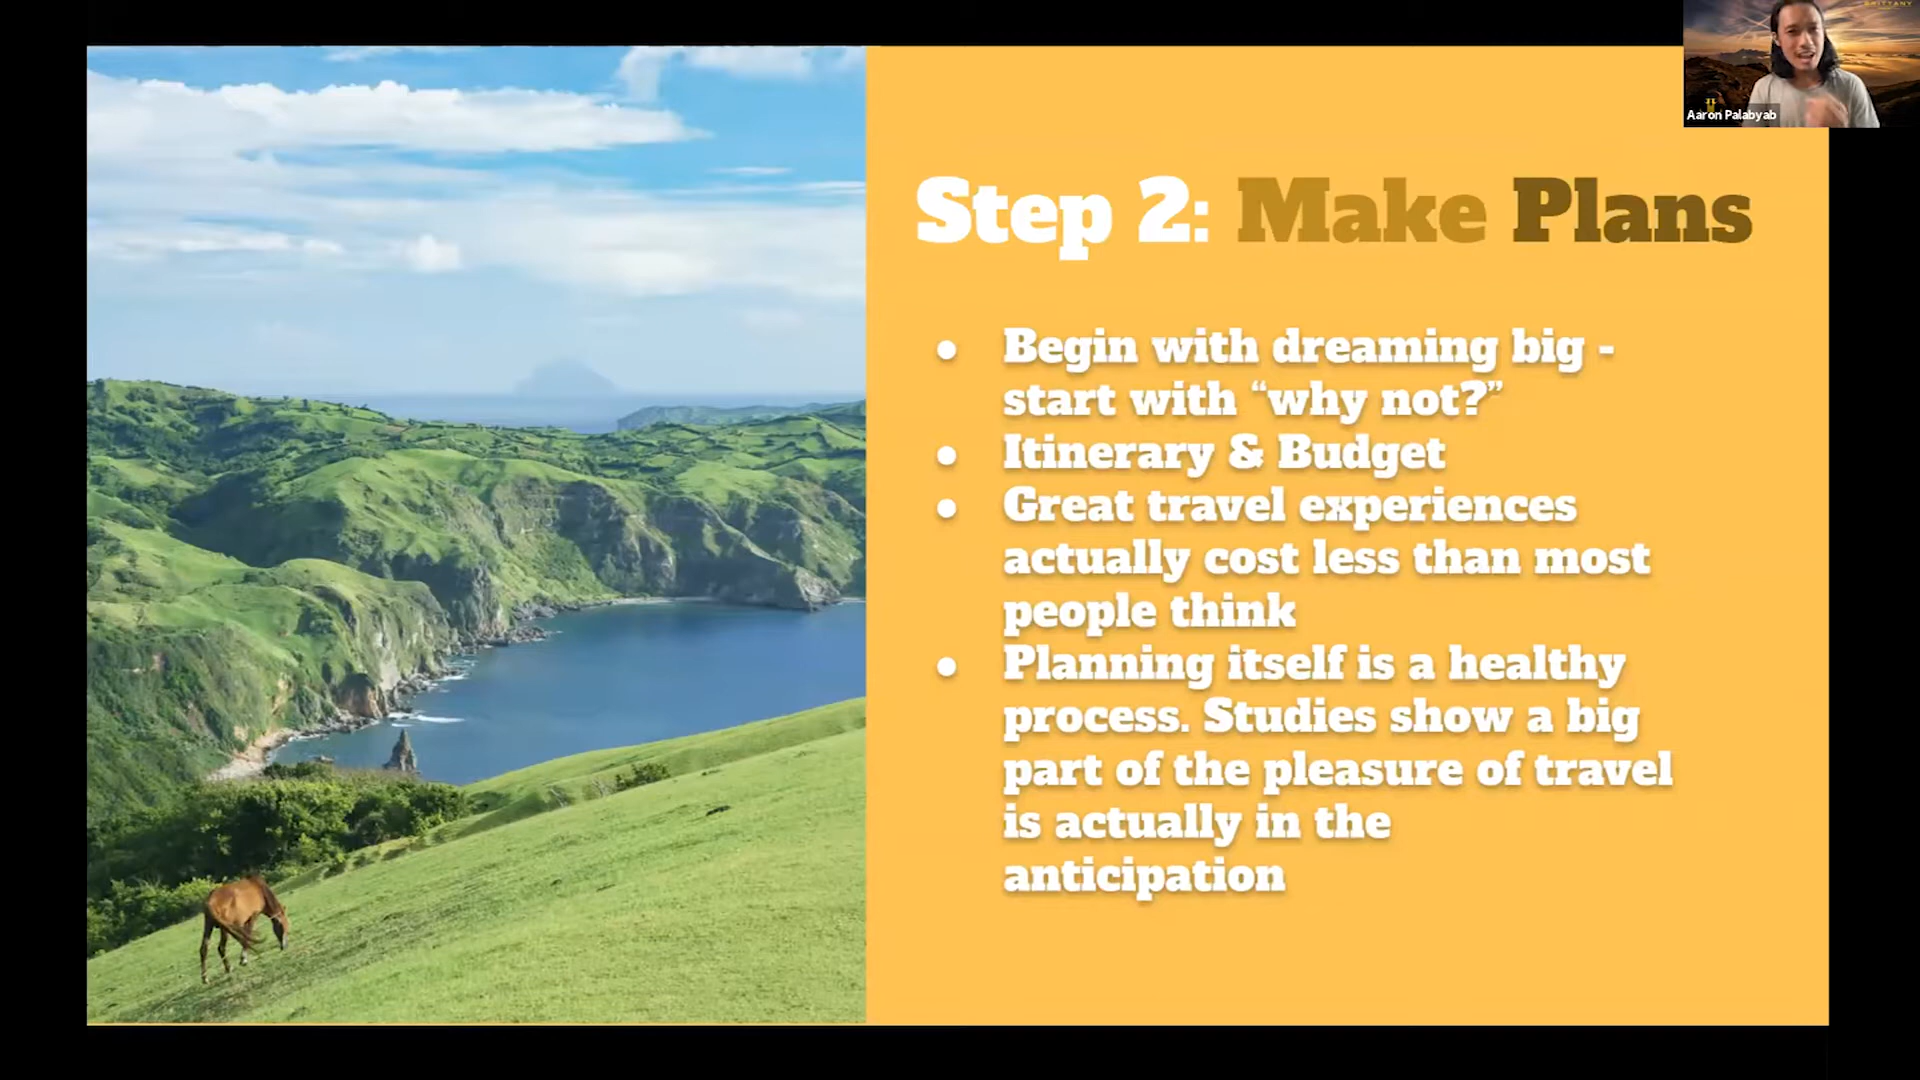 BRITTANY
Aaron Palabyab
Step 2: Make Plans
● Begin with dreaming big -
start with “why not?”
● Itinerary & Budget
● Great travel experiences
actually cost less than most
people think
● Planning itself is a healthy
process. Studies show a big
part of the pleasure of travel
is actually in the
anticipation